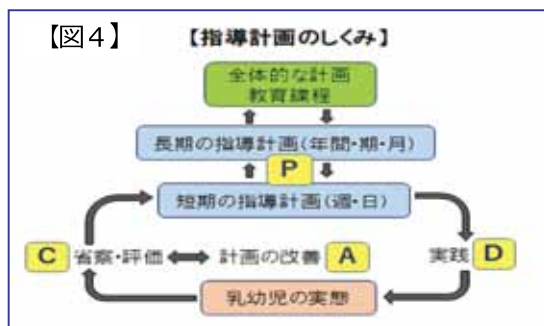 【図４】
【指導計画のしくみ】
全体的な計画
教育課程
長期の指導計画(年間・期・月)
P
短期の指導計画(週・日)
C 省察・評価 計画の改善 A 実践 D
乳幼児の実態